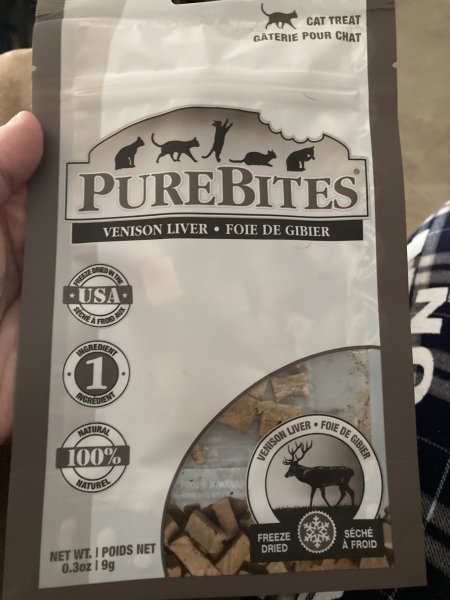 CAT TREAT
GÂTERIE POUR CHAT
PUREBITES®
VENISON LIVER • FOIE DE GIBIER
FREEZE DRIED IN THE
USA
SÉCHÉ À FROID AUX
INGREDIENT
1
INGRÉDIENT
NATURAL
100%
NATUREL
VENISON LIVER • FOIE DE GIBIER
FREEZE DRIED
SÉCHÉ À FROID
NET WT. | POIDS NET
0.3oz | 9g
ON